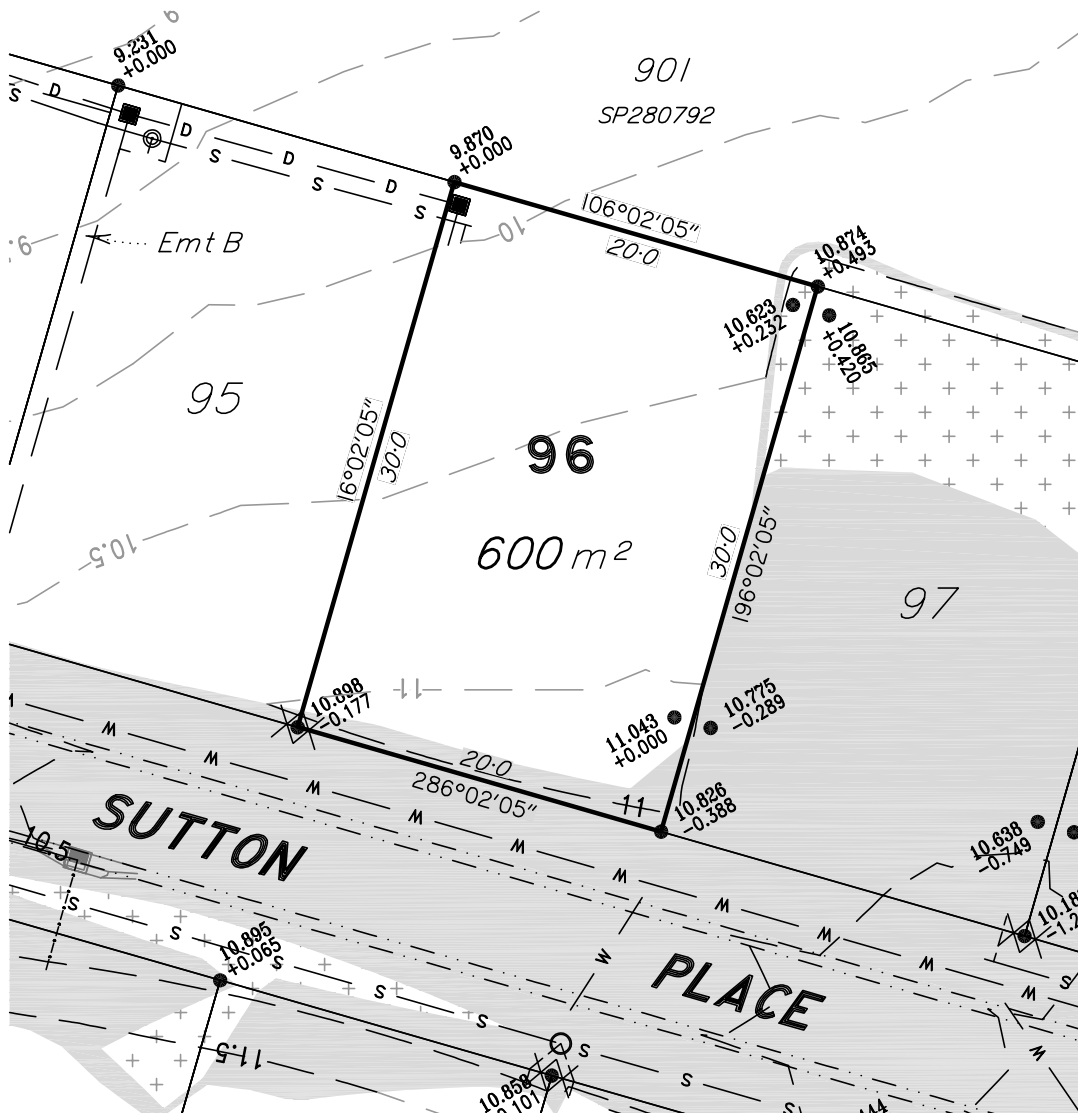 9
9.231
+0.000
901
SP280792
9.870
+0.000
D
S
D
S
D
S
D
S
106°02'05"
20·0
10
10.874
+0.493
Emt B
10.623
+0.232
10.865
+0.420
95
16°02'05"
30·0
96
600 m²
30·0
196°02'05"
10.5
97
11
10.898
-0.177
11.043
+0.000
10.775
-0.289
20·0
286°02'05"
11
10.826
-0.388
W
W
W
W
W
W
W
W
W
W
W
SUTTON
10.5
10.638
-0.749
S
S
S
S
S
S
S
S
10.895
+0.065
PLACE
11.5
10.858